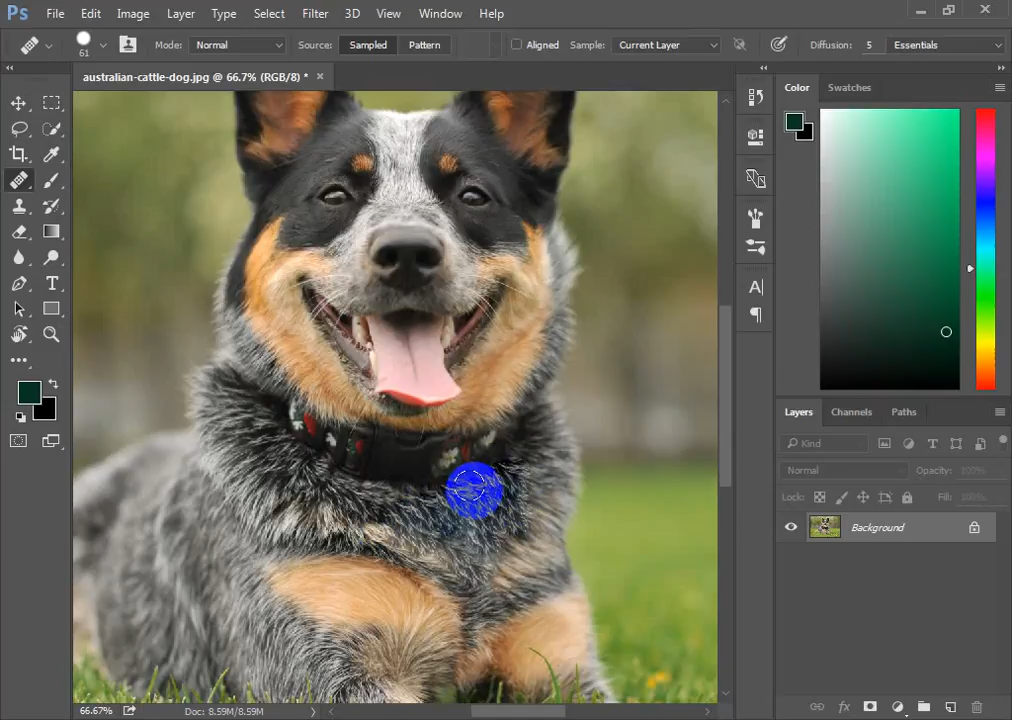 Ps File Edit Image Layer Type Select Filter 3D View Window Help
61 Mode: Normal Source: Sampled Pattern Aligned Sample: Current Layer Diffusion: 5 Essentials
australian-cattle-dog.jpg @ 66.7% (RGB/8) * ×
Color Swatches
Layers Channels Paths
Kind
Normal Opacity: 100%
Lock: Fill: 100%
Background
66.67% Doc: 8.59M/8.59M